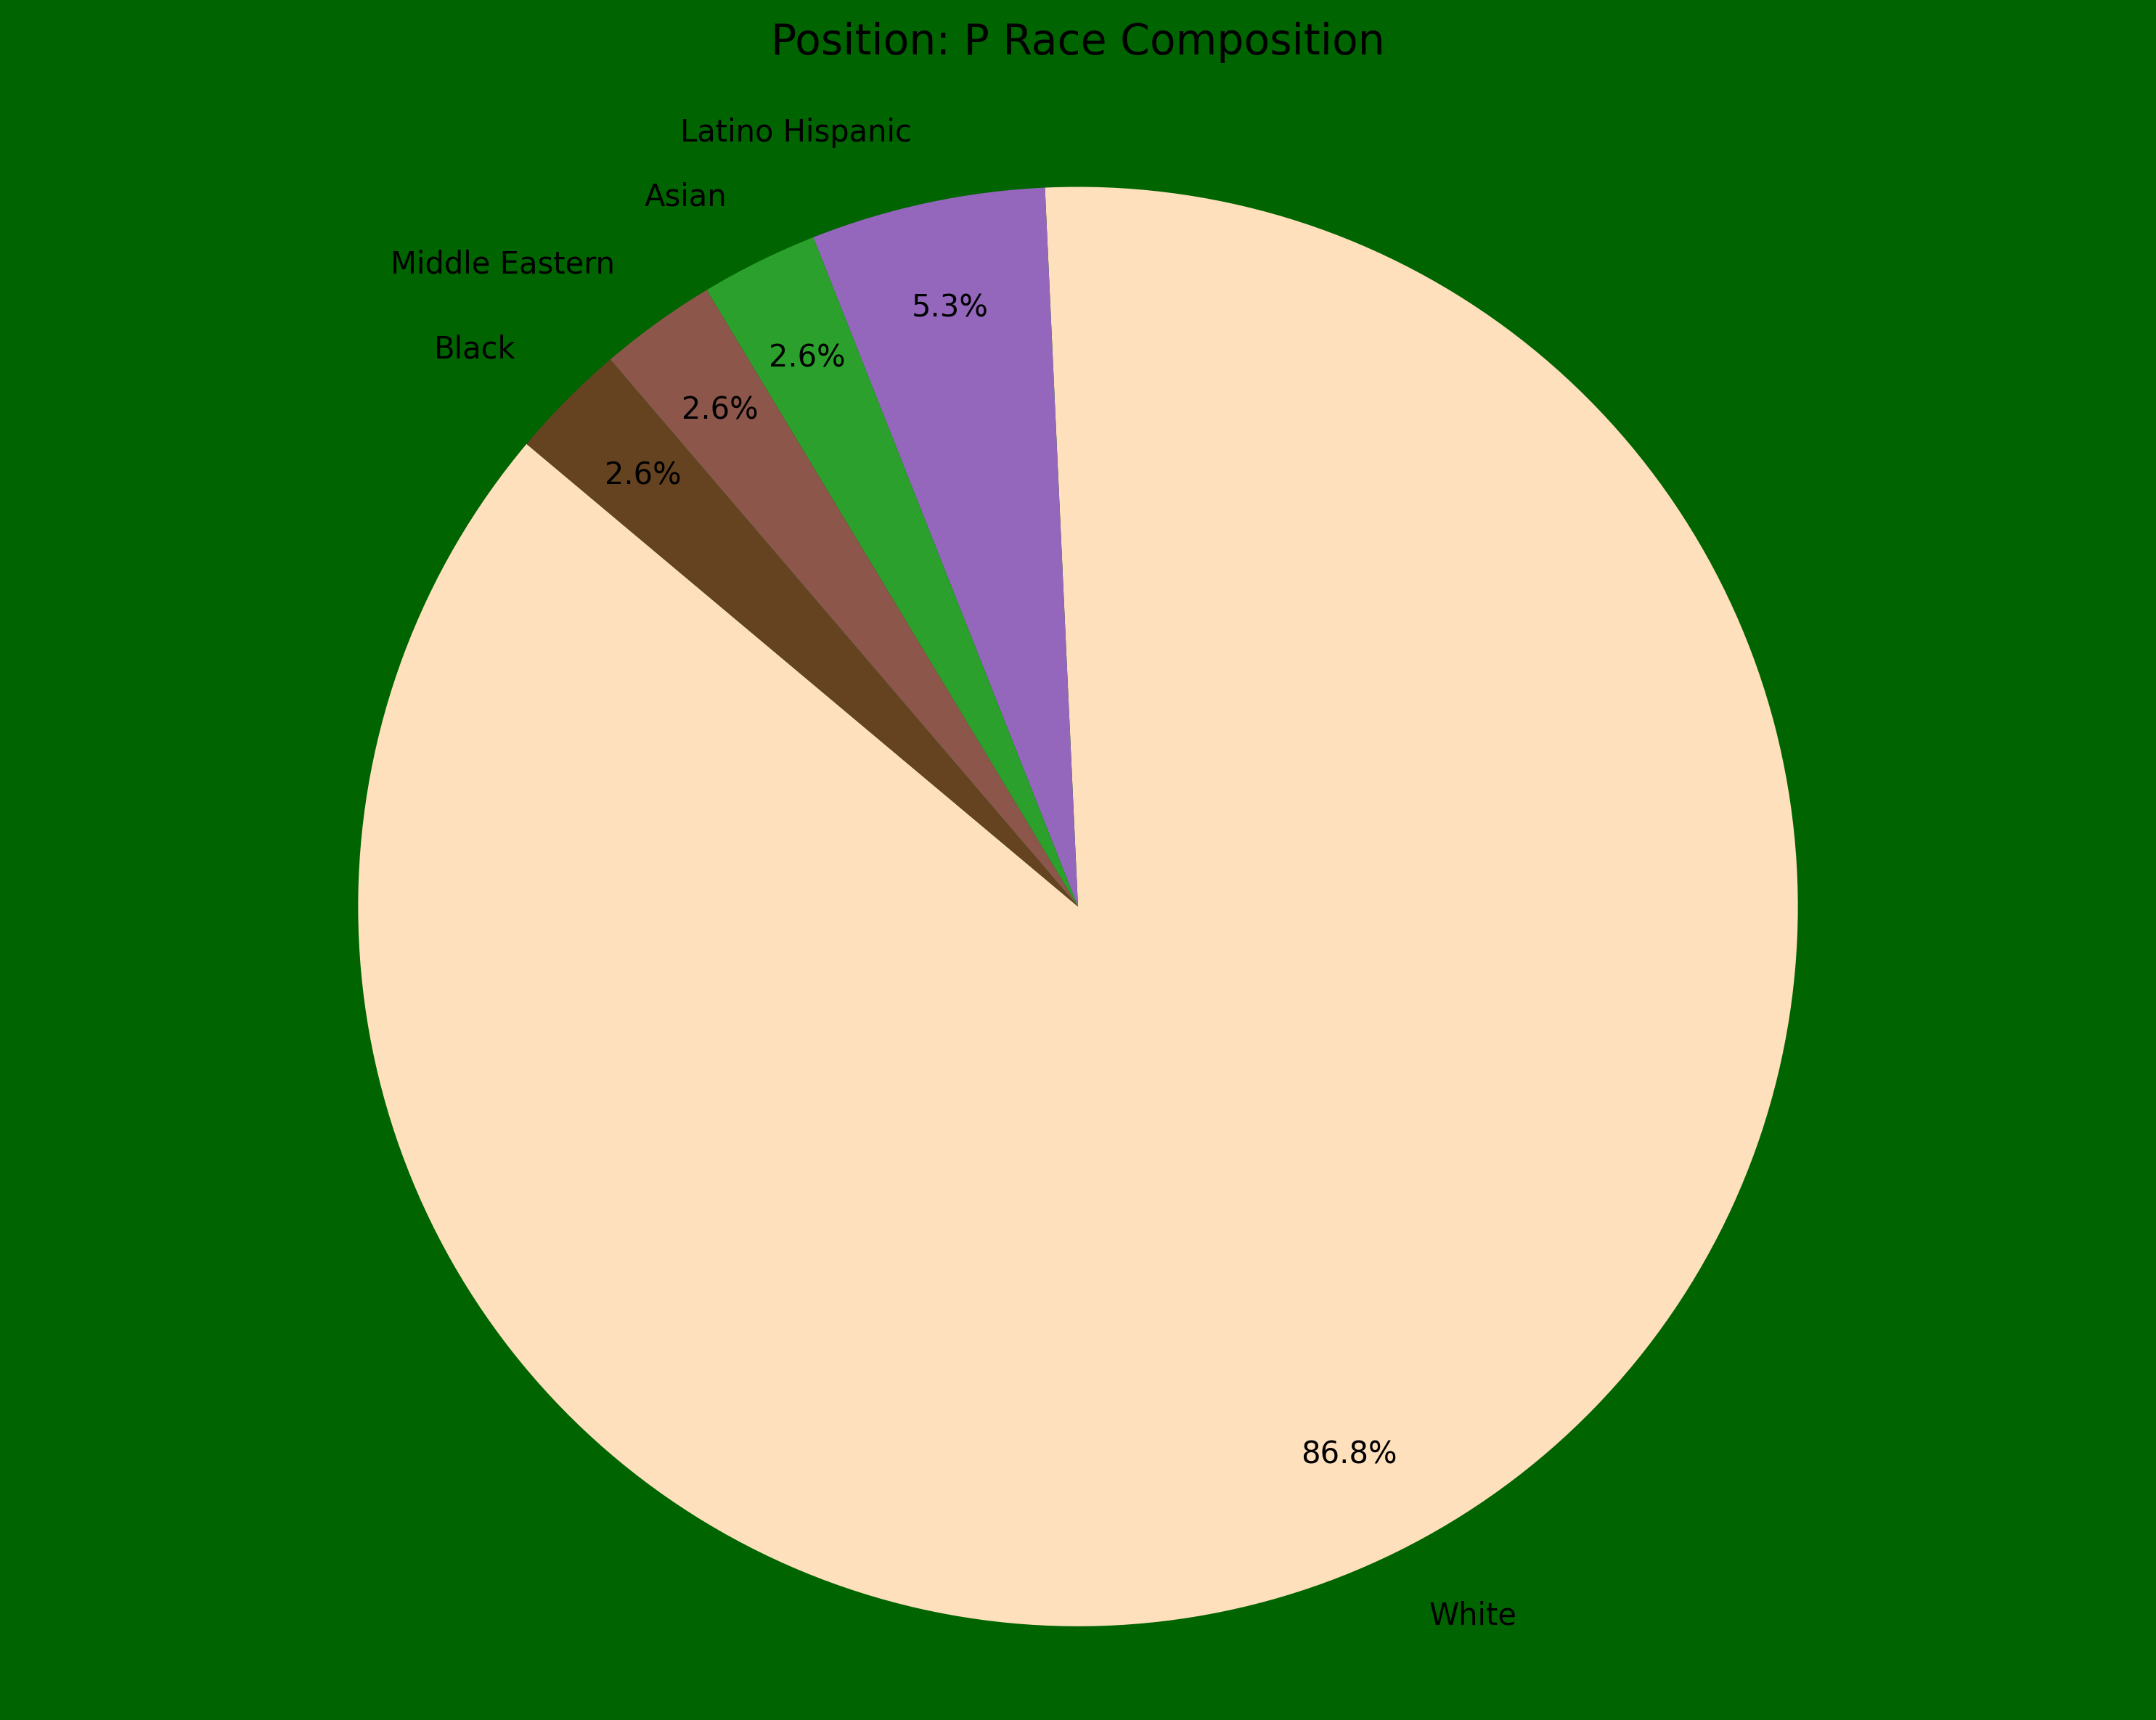 Position: P Race Composition
Latino Hispanic
Asian
Middle Eastern
Black
5.3%
2.6%
2.6%
2.6%
86.8%
White